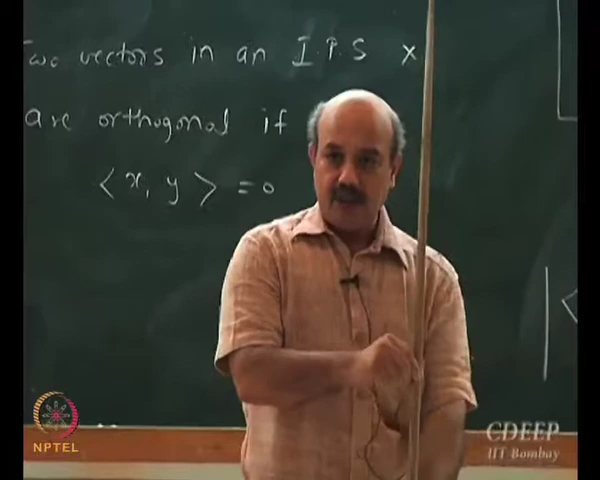 Two vectors in an I.P.S x
are orthogonal if
< x, y > = 0
NPTEL
CDEEP
IIT Bombay